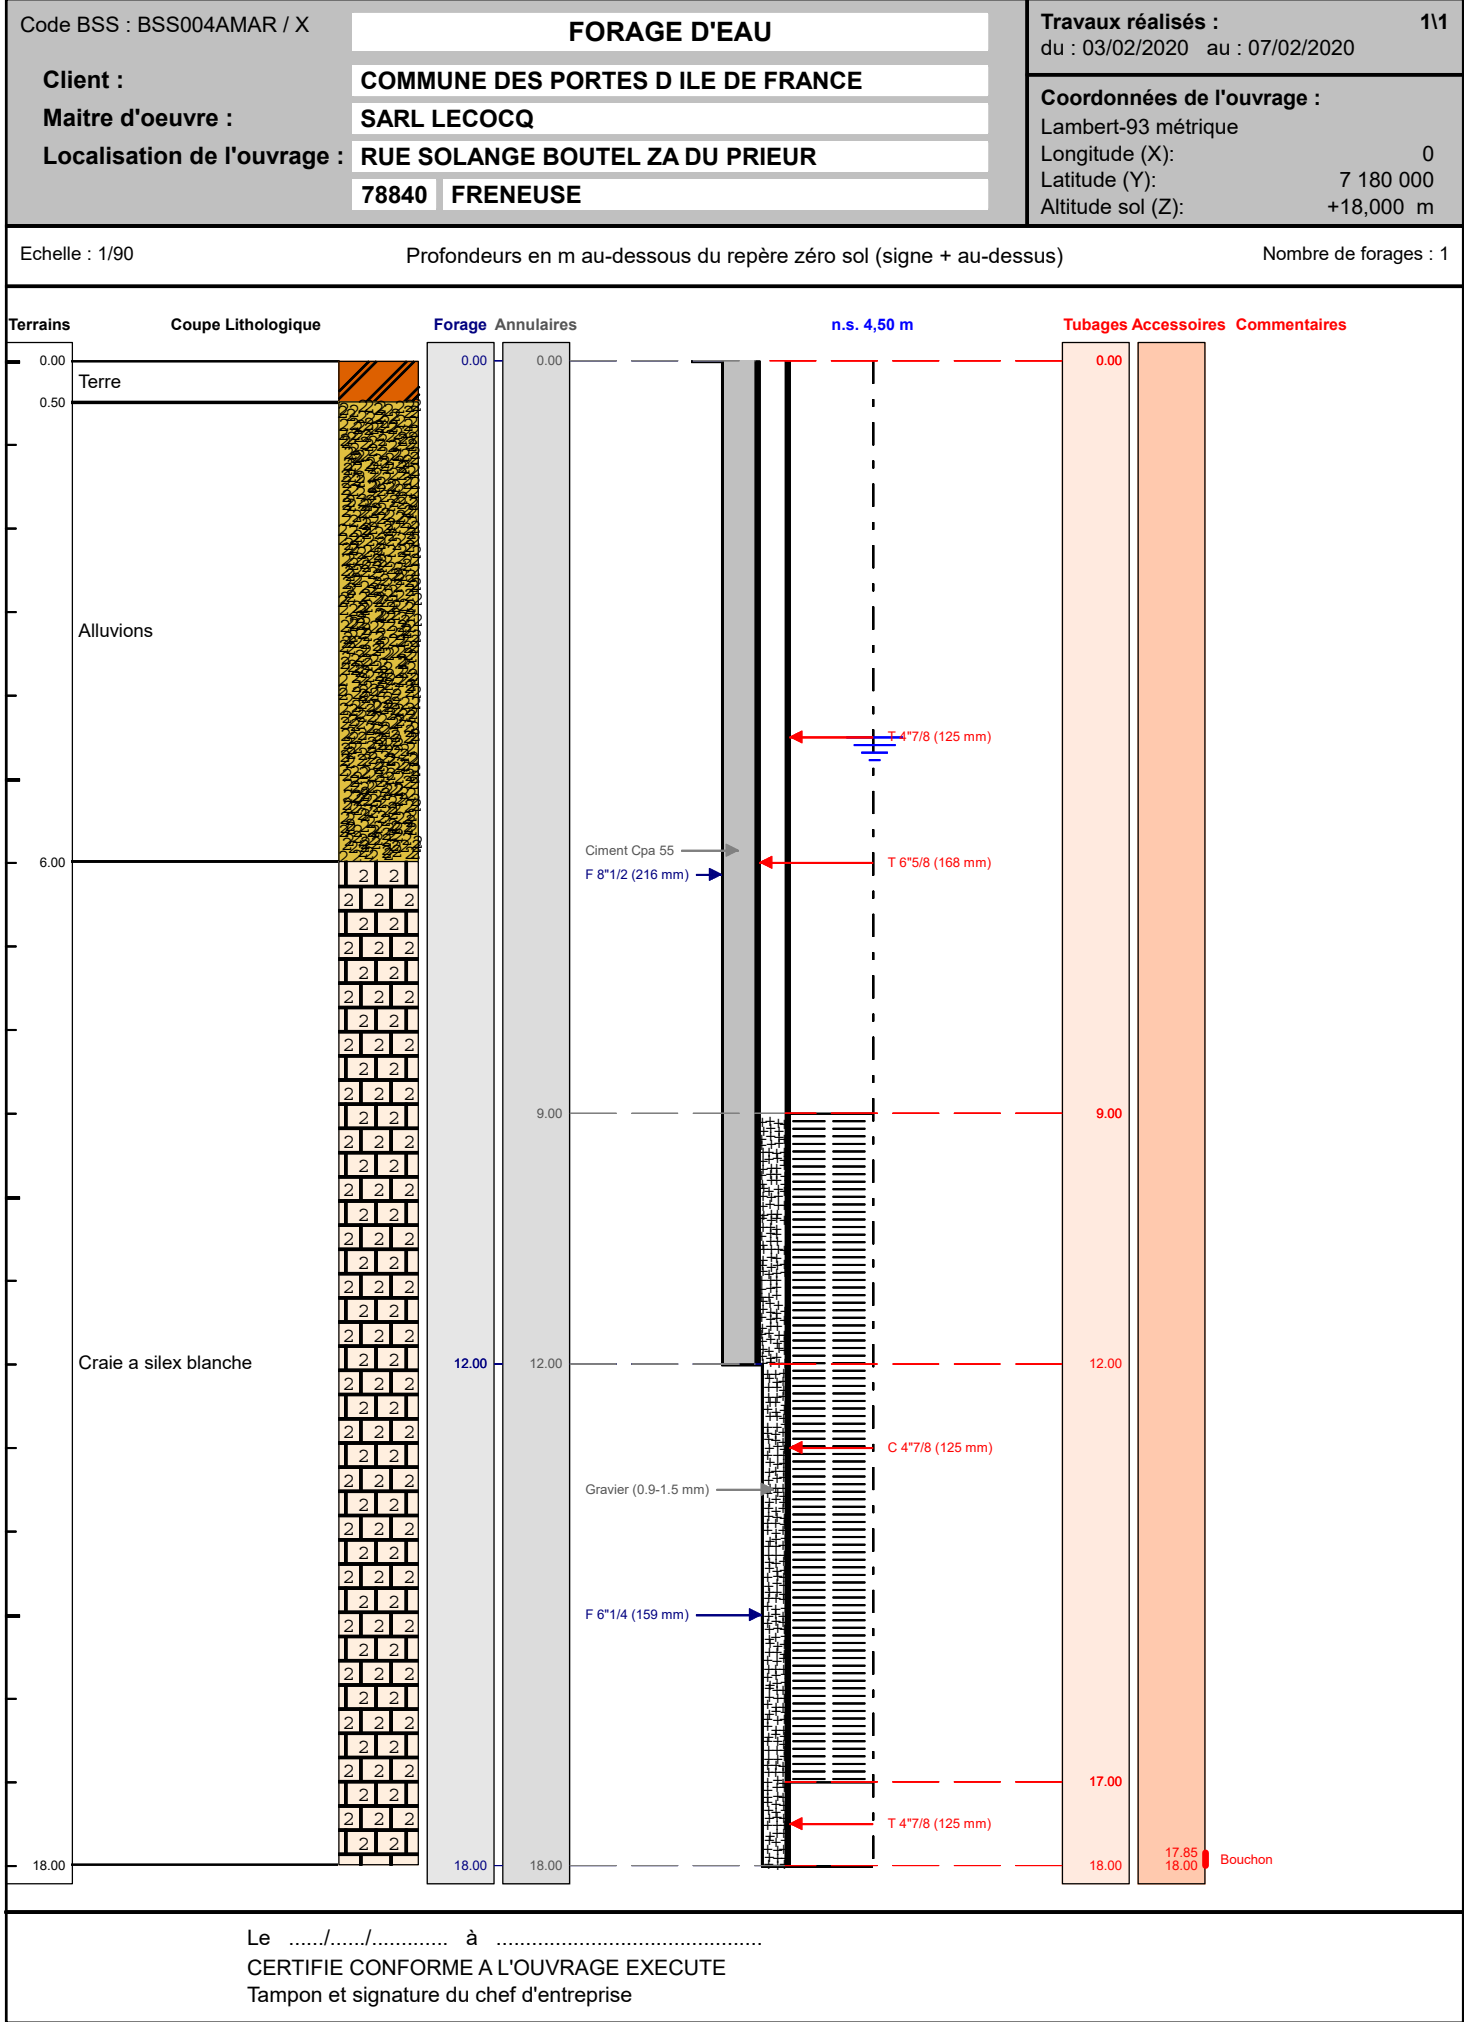 Code BSS : BSS004AMAR / X
FORAGE D'EAU
Travaux réalisés : 1\1
du : 03/02/2020 au : 07/02/2020
Client : COMMUNE DES PORTES D ILE DE FRANCE
Maitre d'oeuvre : SARL LECOCQ
Localisation de l'ouvrage : RUE SOLANGE BOUTEL ZA DU PRIEUR
78840 FRENEUSE
Coordonnées de l'ouvrage :
Lambert-93 métrique
Longitude (X): 0
Latitude (Y): 7 180 000
Altitude sol (Z): +18,000 m
Echelle : 1/90
Profondeurs en m au-dessous du repère zéro sol (signe + au-dessus)
Nombre de forages : 1
Terrains Coupe Lithologique Forage Annulaires n.s. 4,50 m Tubages Accessoires Commentaires
0.00 0.00 0.00 0.00
Terre
0.50
Alluvions
T 4"7/8 (125 mm)
Ciment Cpa 55
6.00 T 6"5/8 (168 mm)
F 8"1/2 (216 mm)
9.00 9.00
Craie a silex blanche
12.00 12.00 12.00
C 4"7/8 (125 mm)
Gravier (0.9-1.5 mm)
F 6"1/4 (159 mm)
17.00
T 4"7/8 (125 mm)
17.85
Bouchon
18.00 18.00 18.00 18.00 18.00
Le ....../....../............. à .............................................
CERTIFIE CONFORME A L'OUVRAGE EXECUTE
Tampon et signature du chef d'entreprise